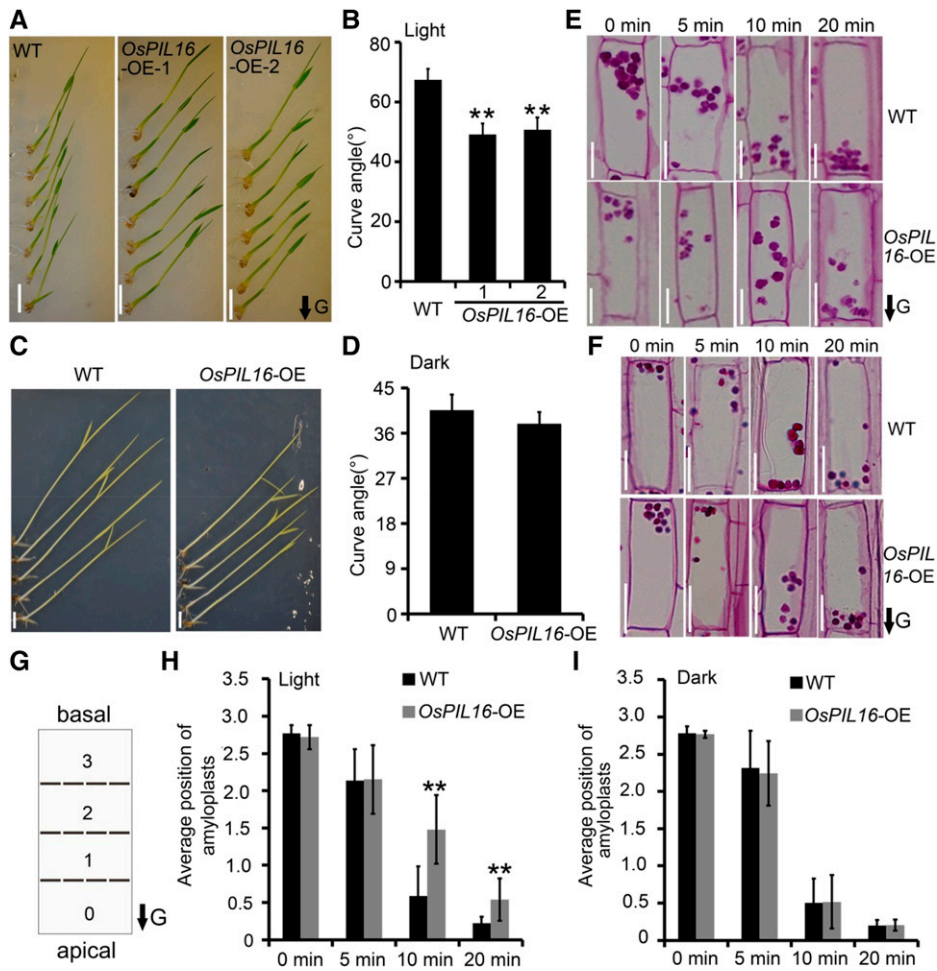 A
WT
OsPIL16
-OE-1
OsPIL16
-OE-2
G
B
Light
Curve angle(°)
80
60
40
20
0
**
**
WT
1
2
OsPIL16-OE
C
WT
OsPIL16-OE
D
Dark
Curve angle(°)
45
36
27
18
9
0
WT
OsPIL16-OE
E
0 min
5 min
10 min
20 min
WT
OsPIL
16-OE
G
F
0 min
5 min
10 min
20 min
WT
OsPIL
16-OE
G
G
basal
3
2
1
0
G
apical
H
Light
WT
OsPIL16-OE
Average position of
amyloplasts
3.5
3.0
2.5
2.0
1.5
1.0
0.5
0
**
**
0 min
5 min
10 min
20 min
I
Dark
WT
OsPIL16-OE
Average position of
amyloplasts
3.5
3.0
2.5
2.0
1.5
1.0
0.5
0
0 min
5 min
10 min
20 min